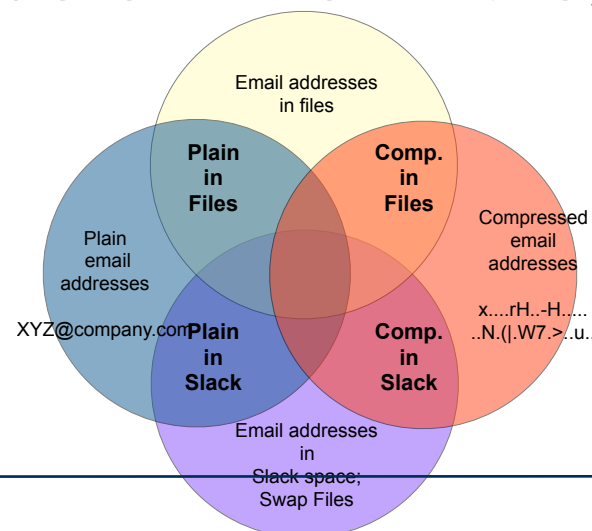 Email addresses
in files
Plain
in
Files
Comp.
in
Files
Plain
email
addresses
XYZ@company.com
Compressed
email
addresses
x....rH..-H.....
..N.(|.W7.>..u..
Plain
in
Slack
Comp.
in
Slack
Email addresses
in
Slack space;
Swap Files